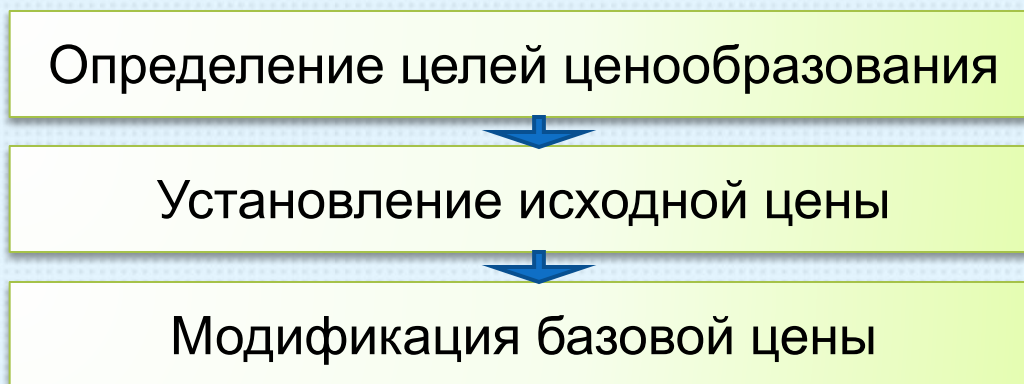 Определение целей ценообразования
Установление исходной цены
Модификация базовой цены